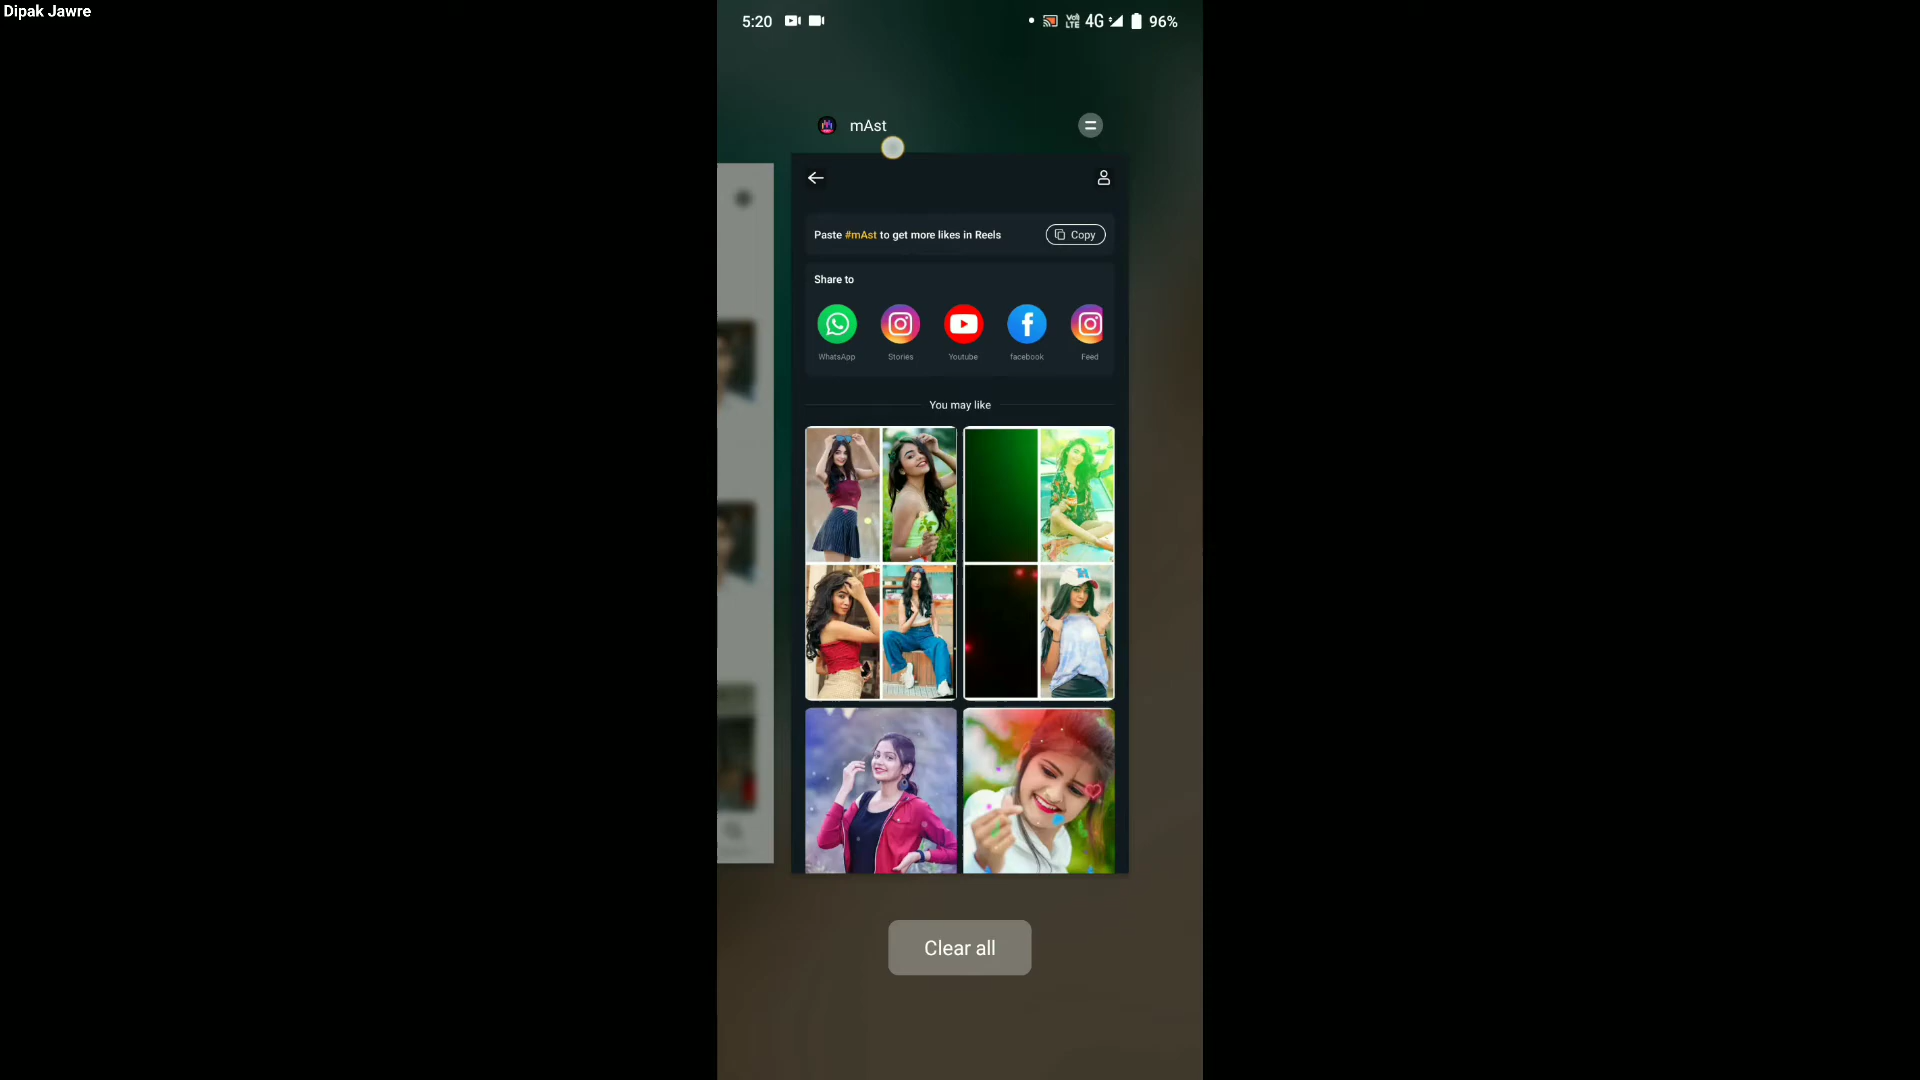 Dipak Jawre
5:20
VoLTE 4G 96%
mAst
Paste #mAst to get more likes in Reels
Copy
Share to
WhatsApp
Stories
Youtube
facebook
Feed
You may like
Clear all